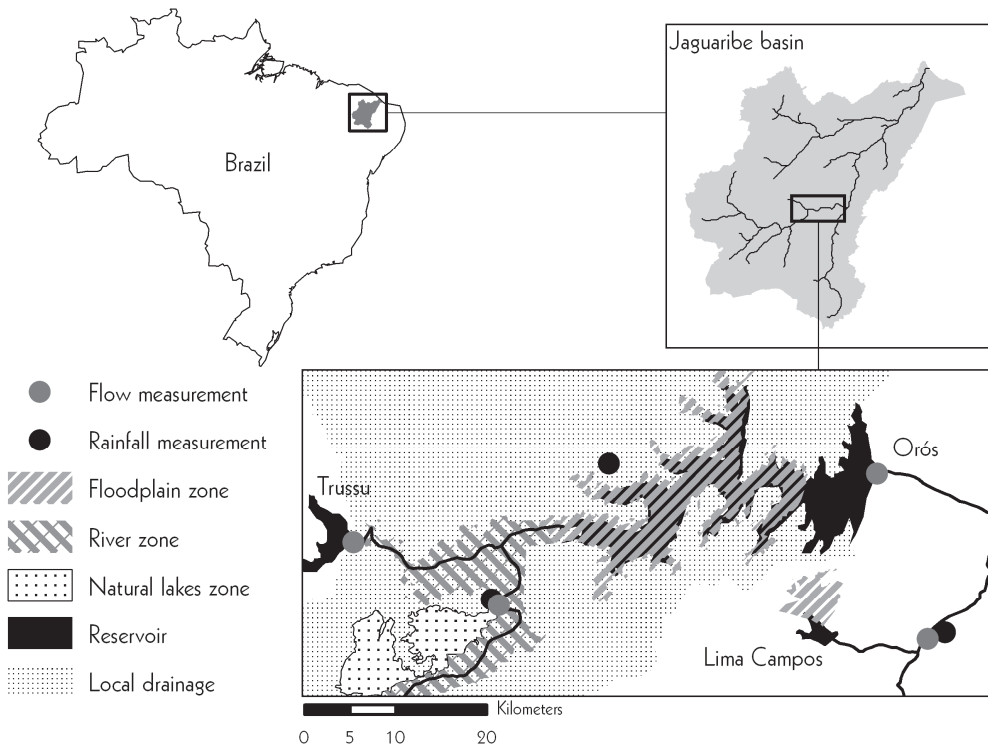 Brazil
Jaguaribe basin
Flow measurement
Rainfall measurement
Floodplain zone
River zone
Natural lakes zone
Reservoir
Local drainage
Trussu
Orós
Lima Campos
Kilometers
0 5 10 20